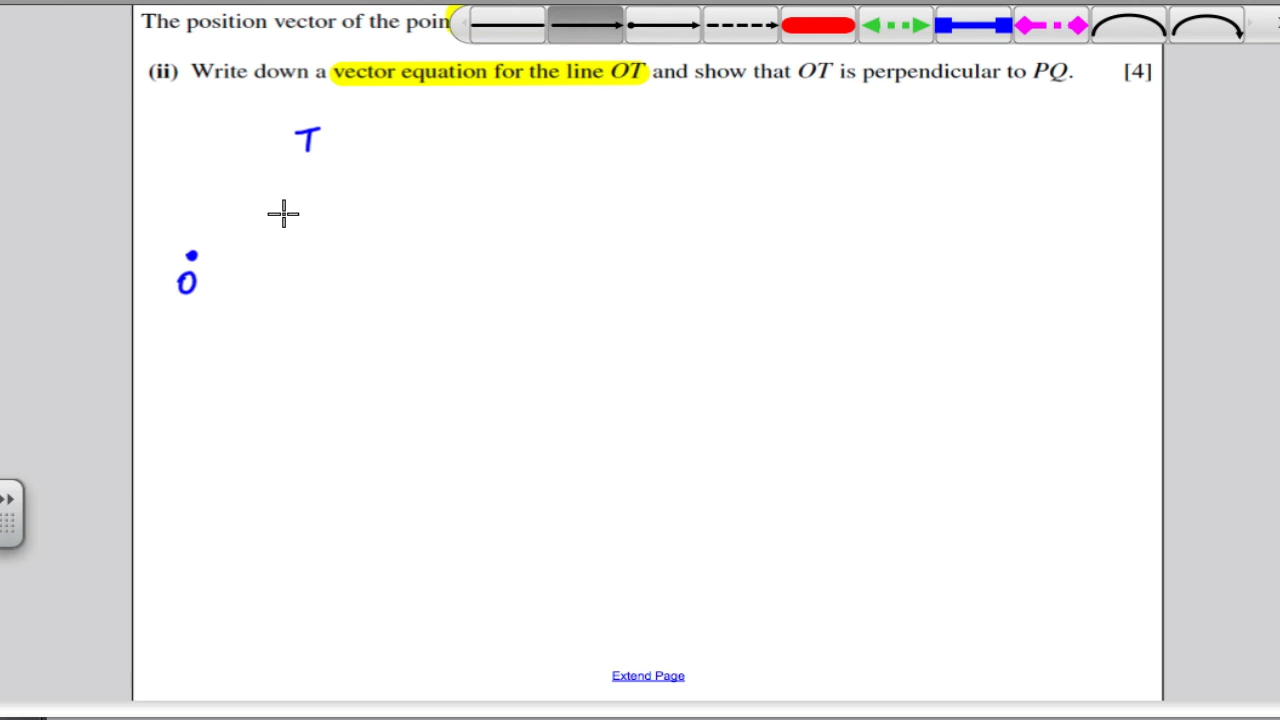 The position vector of the poin
(ii) Write down a vector equation for the line OT and show that OT is perpendicular to PQ. [4]
T
O
Extend Page